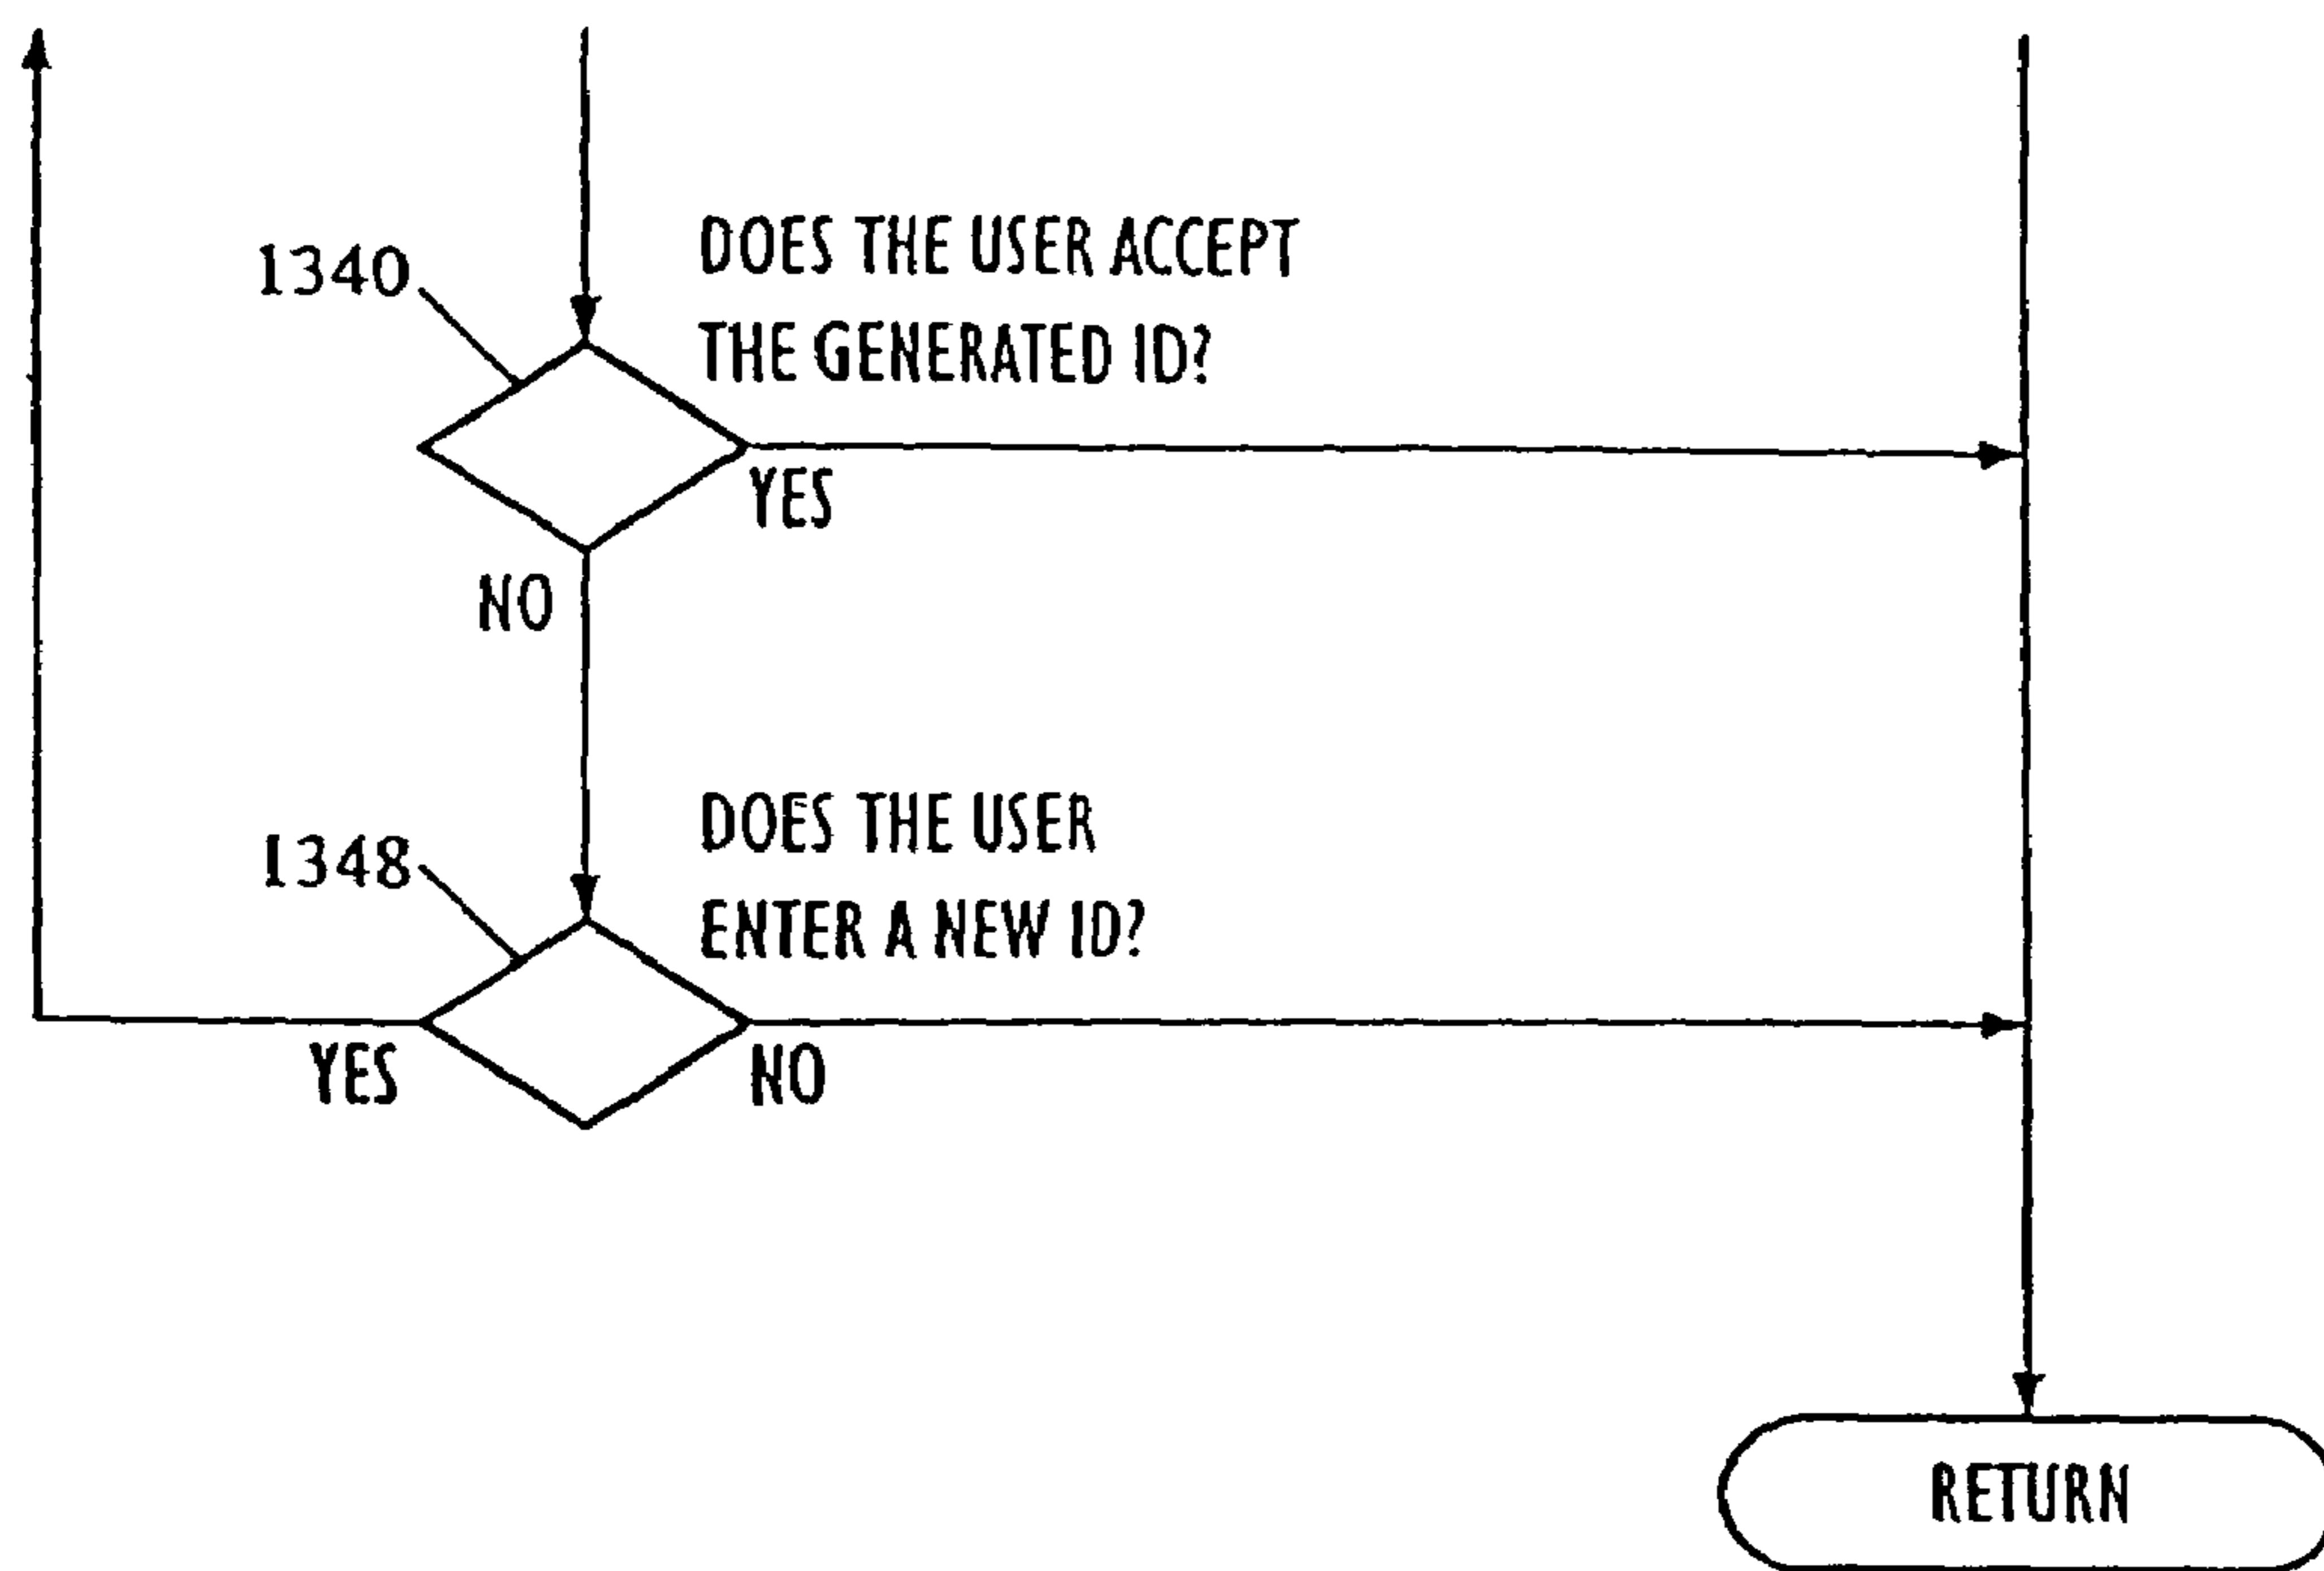 DOES THE USER ACCEPT
1340
THE GENERATED ID?
YES
NO
DOES THE USER
1348
ENTER A NEW ID?
YES
NO
RETURN